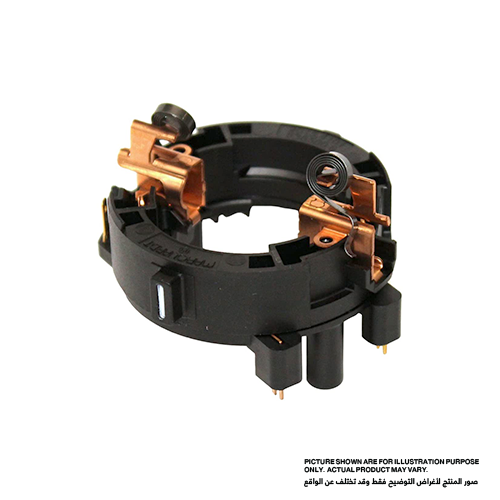 PICTURE SHOWN ARE FOR ILLUSTRATION PURPOSE
ONLY. ACTUAL PRODUCT MAY VARY.
صور المنتج لأغراض التوضيح فقط وقد تختلف عن الواقع